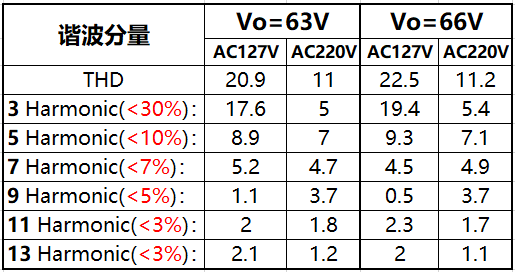 谐波分量 Vo=63V Vo=66V
AC127V AC220V AC127V AC220V
THD 20.9 11 22.5 11.2
3 Harmonic(<30%): 17.6 5 19.4 5.4
5 Harmonic(<10%): 8.9 7 9.3 7.1
7 Harmonic(<7%): 5.2 4.7 4.5 4.9
9 Harmonic(<5%): 1.1 3.7 0.5 3.7
11 Harmonic(<3%): 2 1.8 2.3 1.7
13 Harmonic(<3%): 2.1 1.2 2 1.1